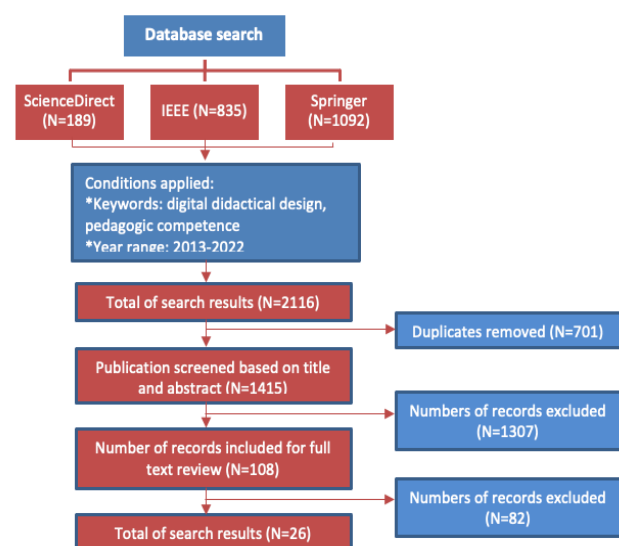 Database search
ScienceDirect
(N=189)
IEEE (N=835)
Springer
(N=1092)
Conditions applied:
*Keywords: digital didactical design,
pedagogic competence
*Year range: 2013-2022
Total of search results (N=2116)
Duplicates removed (N=701)
Publication screened based on title
and abstract (N=1415)
Numbers of records excluded
(N=1307)
Number of records included for full
text review (N=108)
Numbers of records excluded
(N=82)
Total of search results (N=26)